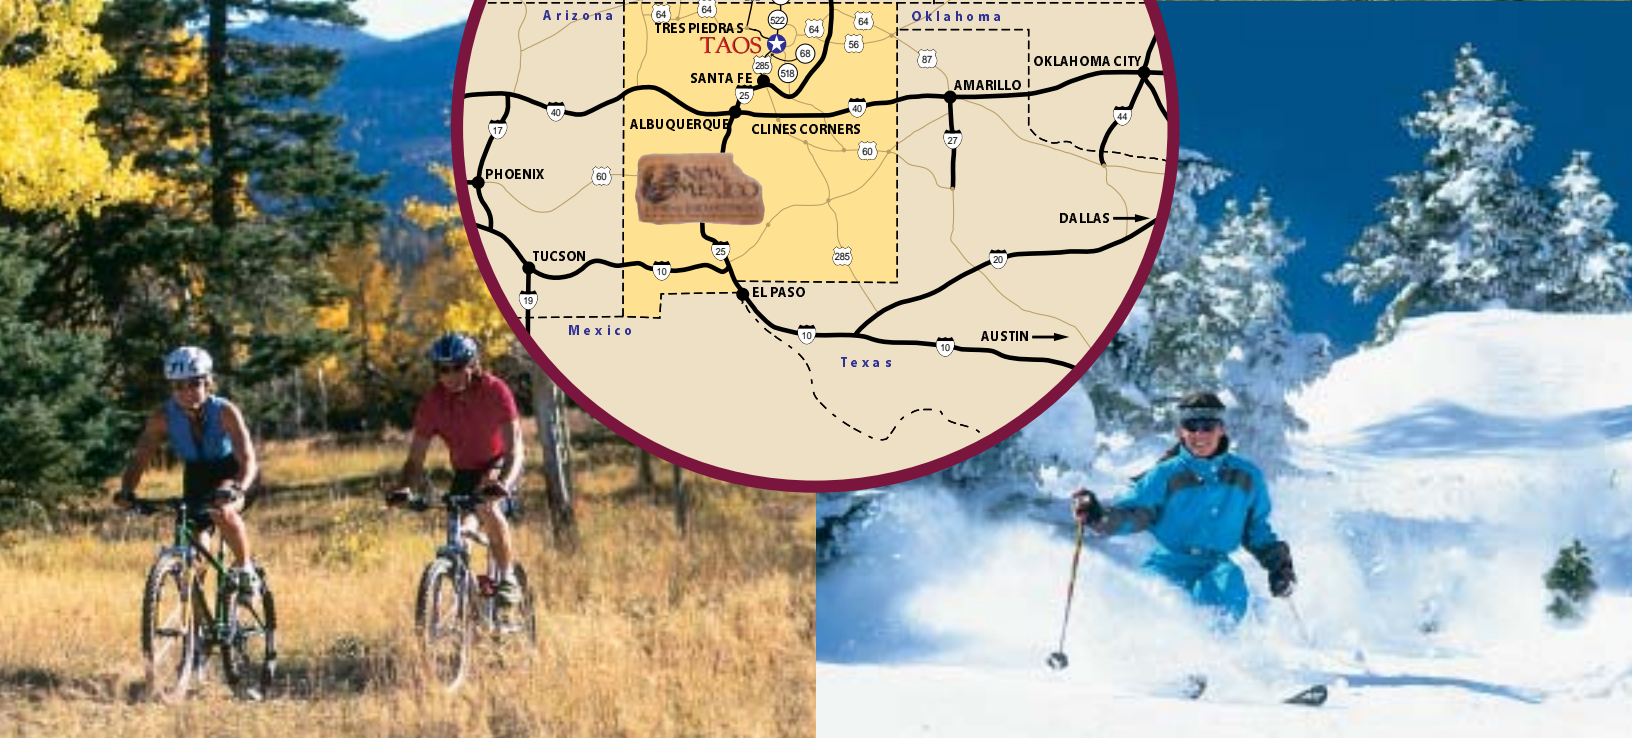 Arizona
Oklahoma
64
64
522
64
64
TRES PIEDRAS
TAOS
68
56
87
285
518
OKLAHOMA CITY
SANTA FE
25
AMARILLO
40
40
44
ALBUQUERQUE
CLINES CORNERS
17
27
60
PHOENIX
60
NEW
MEXICO
DALLAS
25
TUCSON
285
20
10
19
EL PASO
Mexico
10
10
AUSTIN
Texas